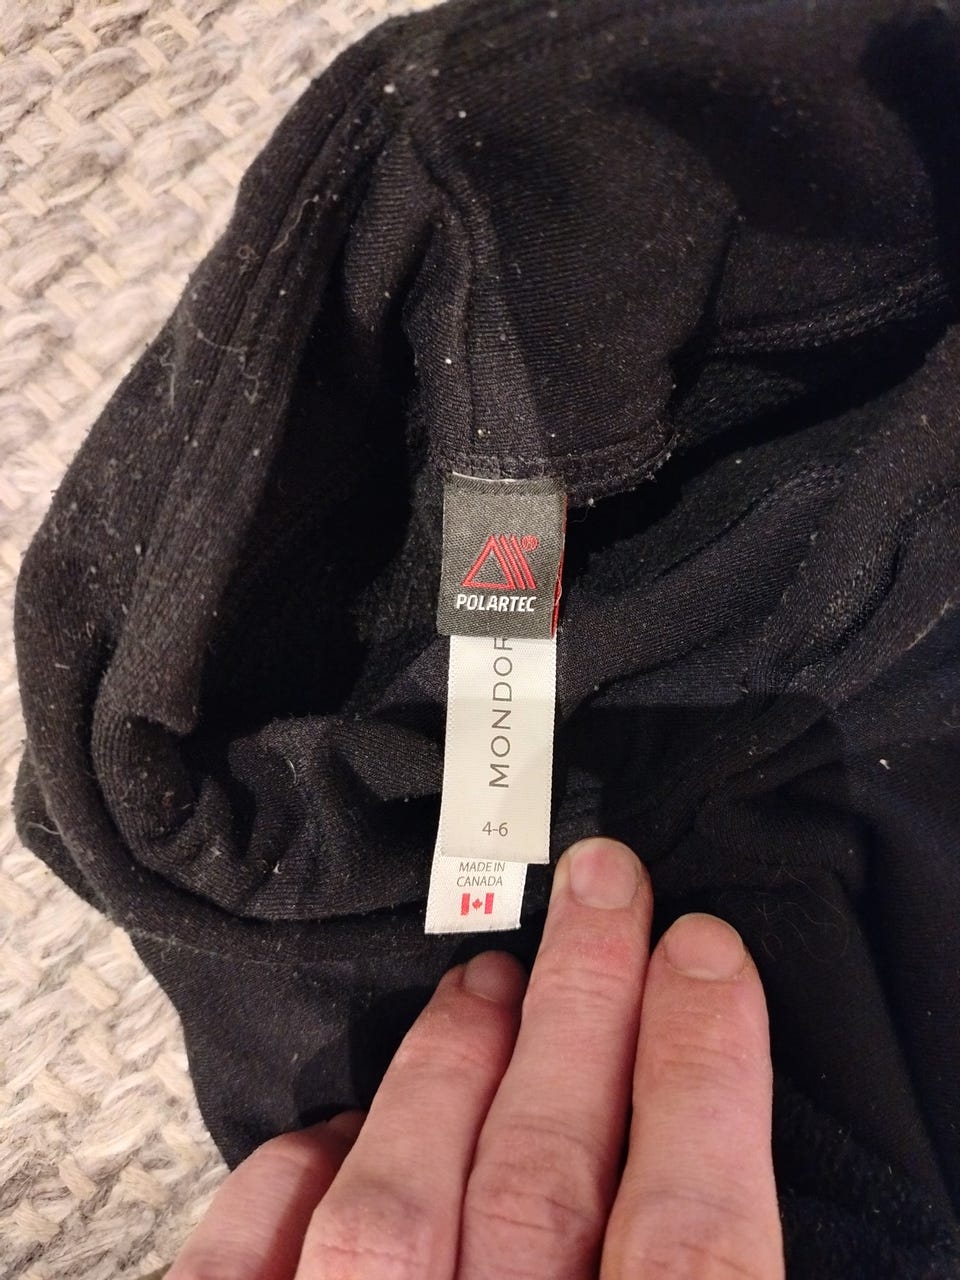 POLARTEC®
MONDOR
4-6
MADE IN
CANADA